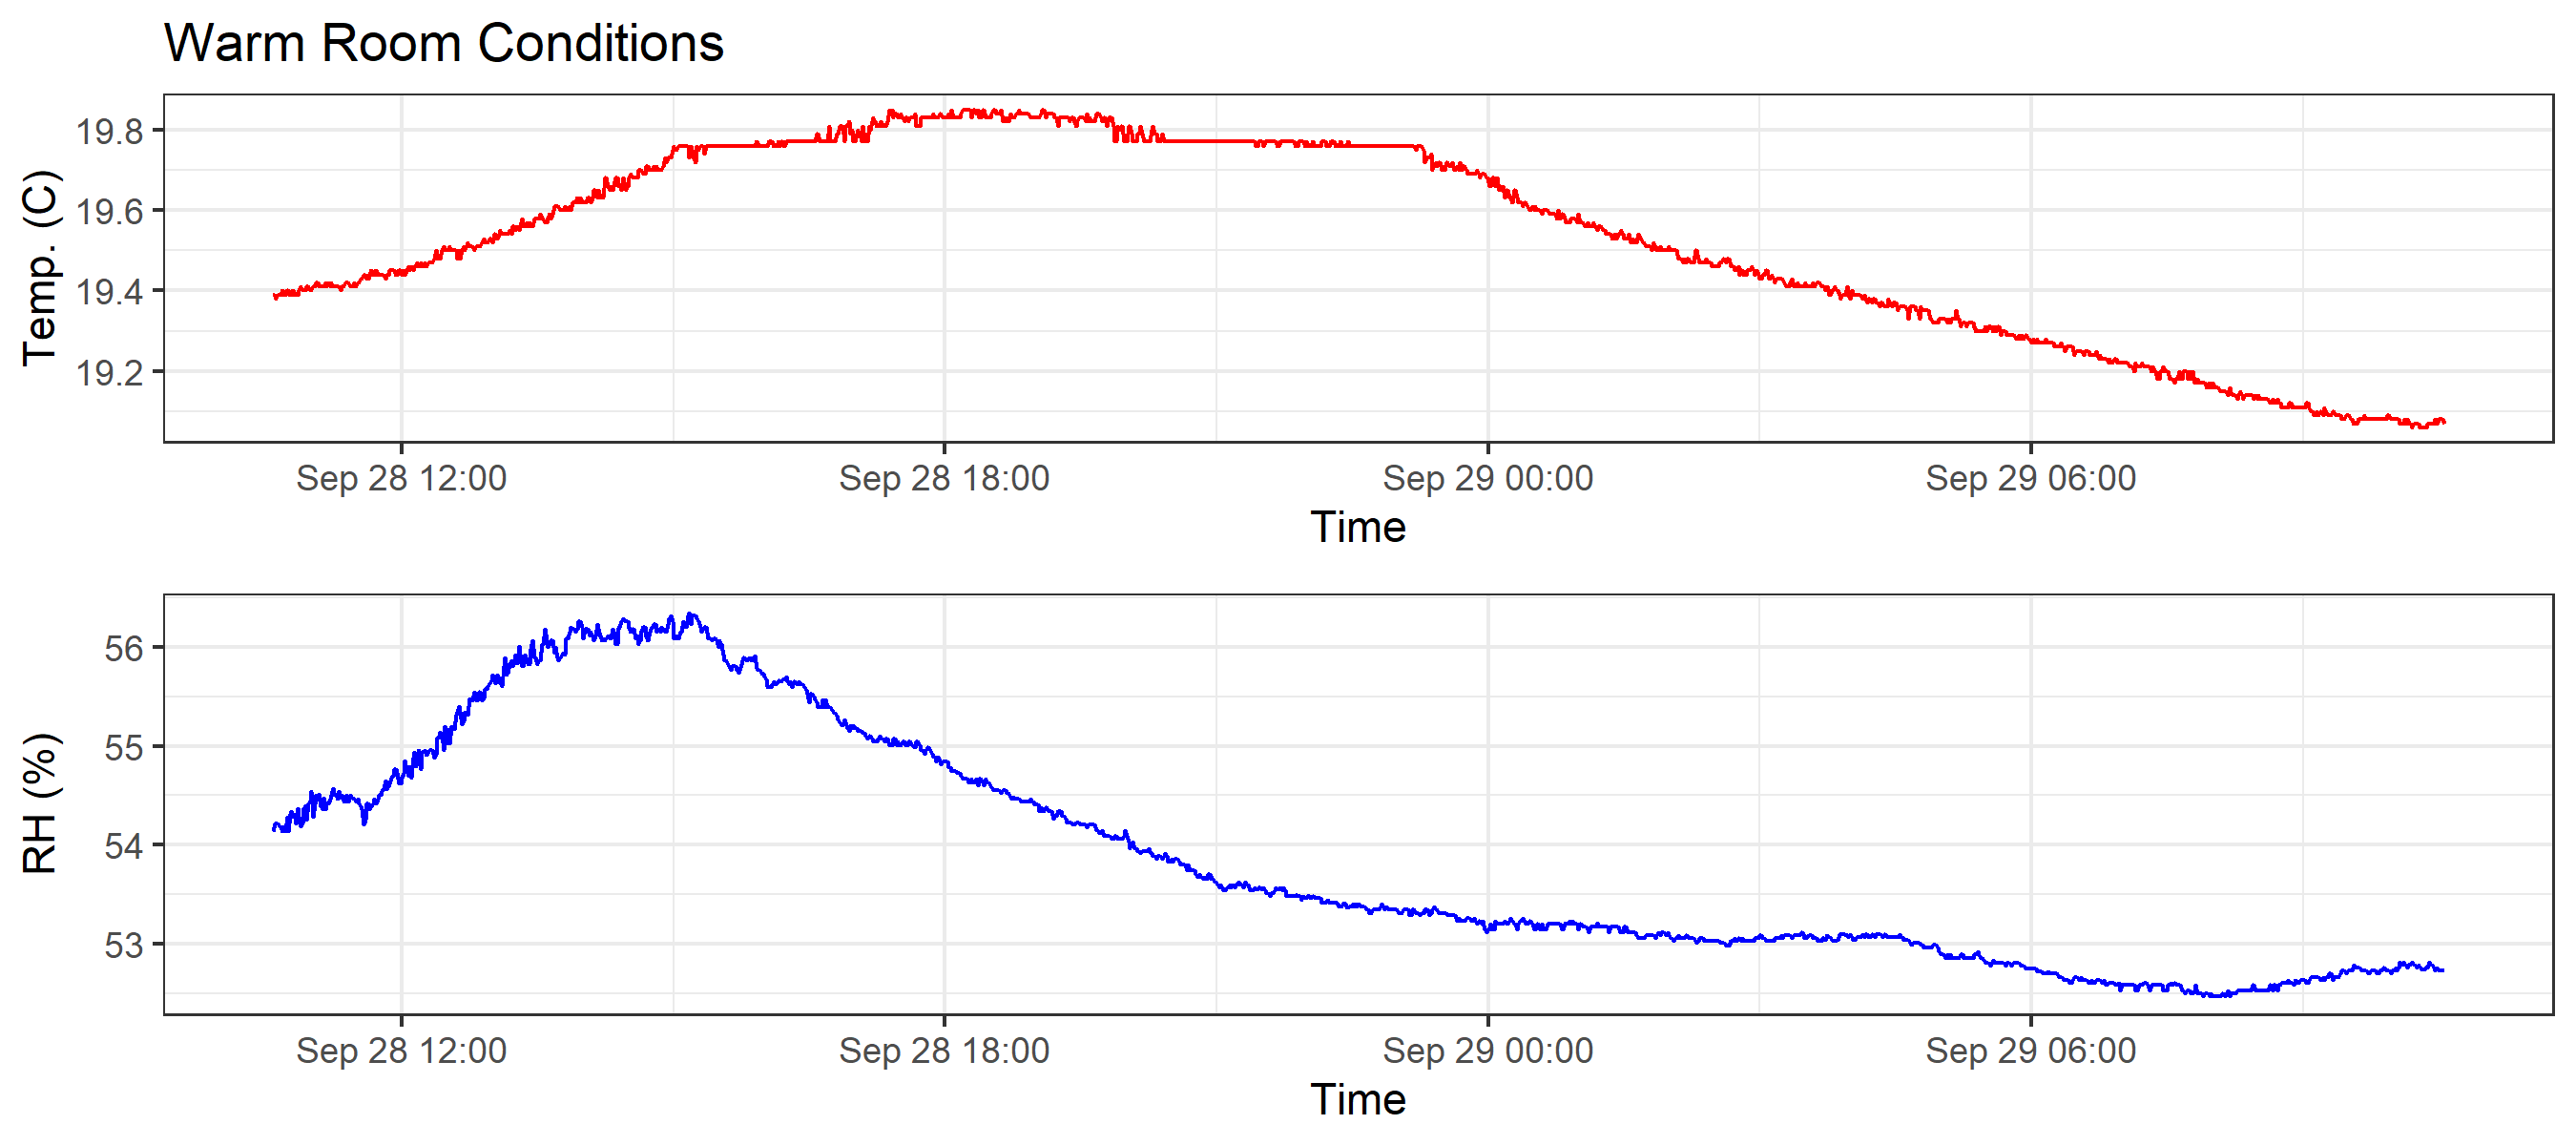 Warm Room Conditions
Temp. (C)
19.8
19.6
19.4
19.2
Sep 28 12:00 Sep 28 18:00 Sep 29 00:00 Sep 29 06:00
Time
RH (%)
56
55
54
53
Sep 28 12:00 Sep 28 18:00 Sep 29 00:00 Sep 29 06:00
Time